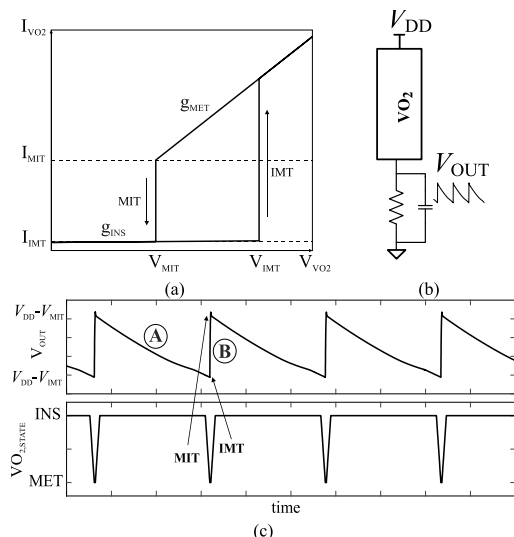 I_VO2
g_MET
I_MIT
MIT
IMT
g_INS
I_IMT
V_MIT
V_IMT
V_VO2
(a)
V_DD
VO₂
V_OUT
(b)
V_DD-V_MIT
V_OUT
V_DD-V_IMT
A
B
MIT
IMT
INS
VO_2,STATE
MET
time
(c)